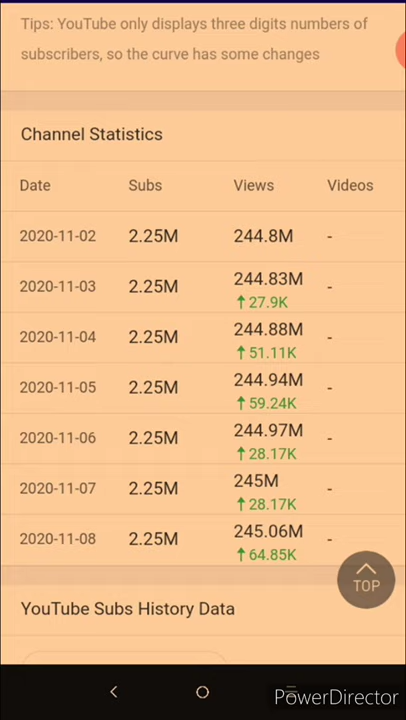 Tips: YouTube only displays three digits numbers of
subscribers, so the curve has some changes
Channel Statistics
Date Subs Views Videos
2020-11-02 2.25M 244.8M -
2020-11-03 2.25M 244.83M -
↑27.9K
2020-11-04 2.25M 244.88M -
↑51.11K
2020-11-05 2.25M 244.94M -
↑59.24K
2020-11-06 2.25M 244.97M -
↑28.17K
2020-11-07 2.25M 245M -
↑28.17K
2020-11-08 2.25M 245.06M -
↑64.85K
TOP
YouTube Subs History Data
PowerDirector